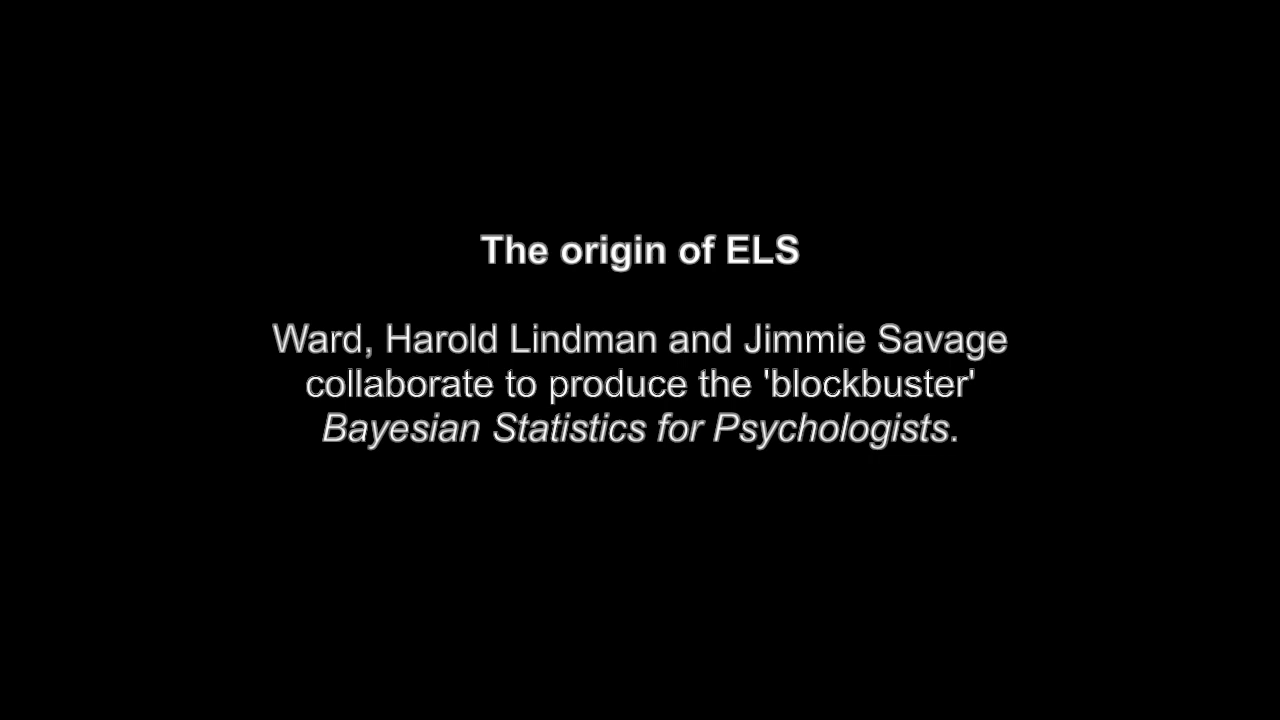 The origin of ELS
Ward, Harold Lindman and Jimmie Savage
collaborate to produce the 'blockbuster'
Bayesian Statistics for Psychologists.